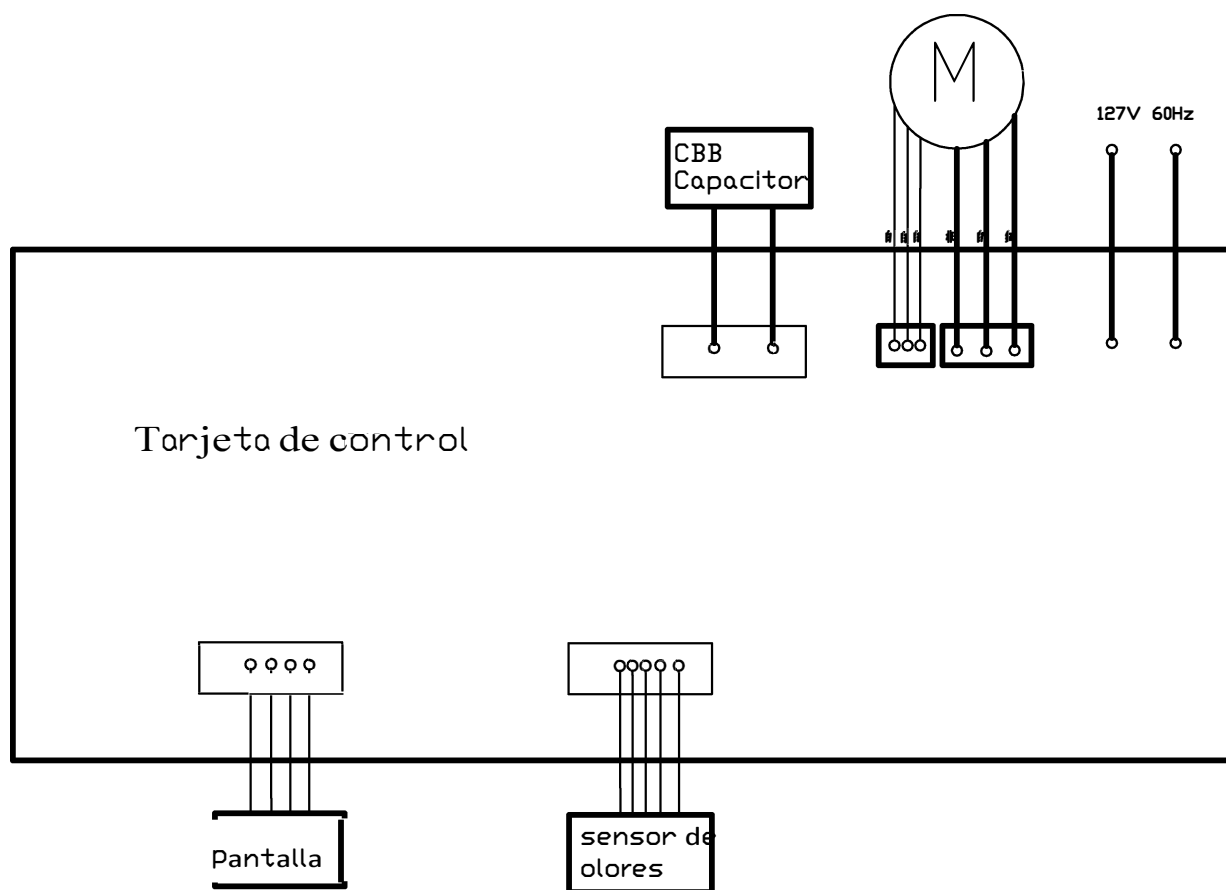 M
127V 60Hz
CBB
Capacitor
Tarjeta de control
Pantalla
sensor de
olores